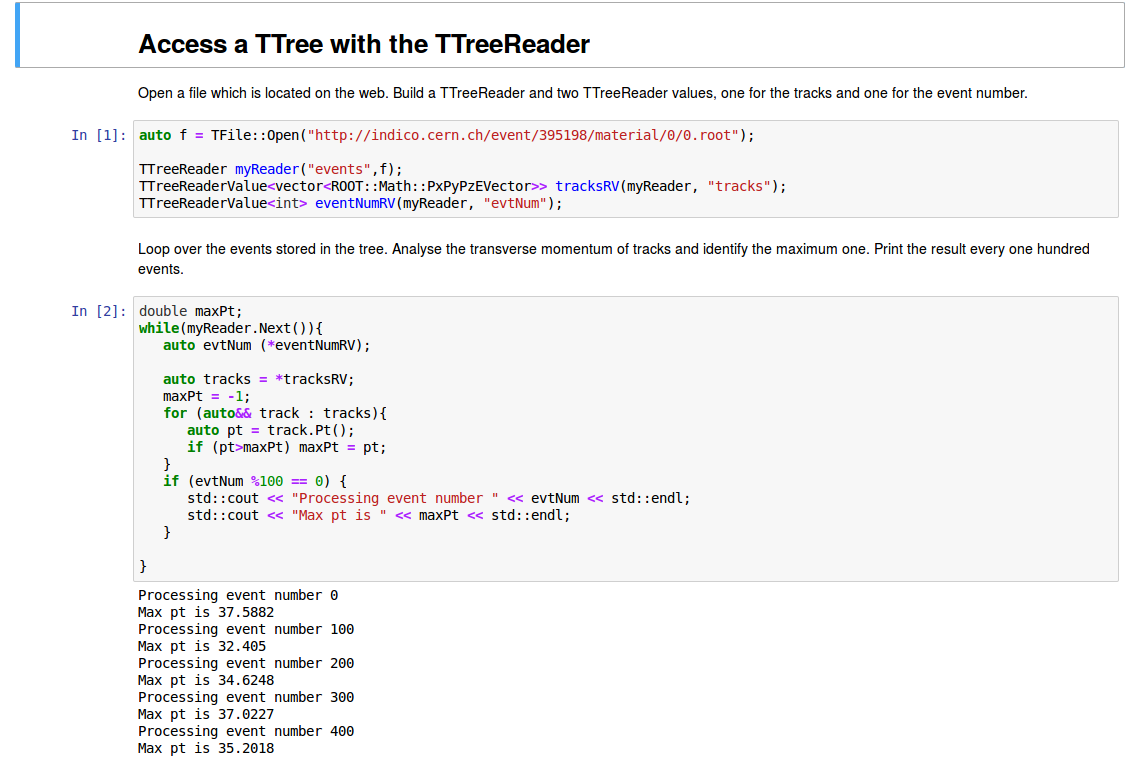 Access a TTree with the TTreeReader
Open a file which is located on the web. Build a TTreeReader and two TTreeReader values, one for the tracks and one for the event number.
In [1]: auto f = TFile::Open("http://indico.cern.ch/event/395198/material/0/0.root");
TTreeReader myReader("events",f);
TTreeReaderValue<vector<ROOT::Math::PxPyPzEVector>> tracksRV(myReader, "tracks");
TTreeReaderValue<int> eventNumRV(myReader, "evtNum");
Loop over the events stored in the tree. Analyse the transverse momentum of tracks and identify the maximum one. Print the result every one hundred
events.
In [2]: double maxPt;
while(myReader.Next()){
   auto evtNum (*eventNumRV);
   auto tracks = *tracksRV;
   maxPt = -1;
   for (auto&& track : tracks){
      auto pt = track.Pt();
      if (pt>maxPt) maxPt = pt;
   }
   if (evtNum %100 == 0) {
      std::cout << "Processing event number " << evtNum << std::endl;
      std::cout << "Max pt is " << maxPt << std::endl;
   }
}
Processing event number 0
Max pt is 37.5882
Processing event number 100
Max pt is 32.405
Processing event number 200
Max pt is 34.6248
Processing event number 300
Max pt is 37.0227
Processing event number 400
Max pt is 35.2018